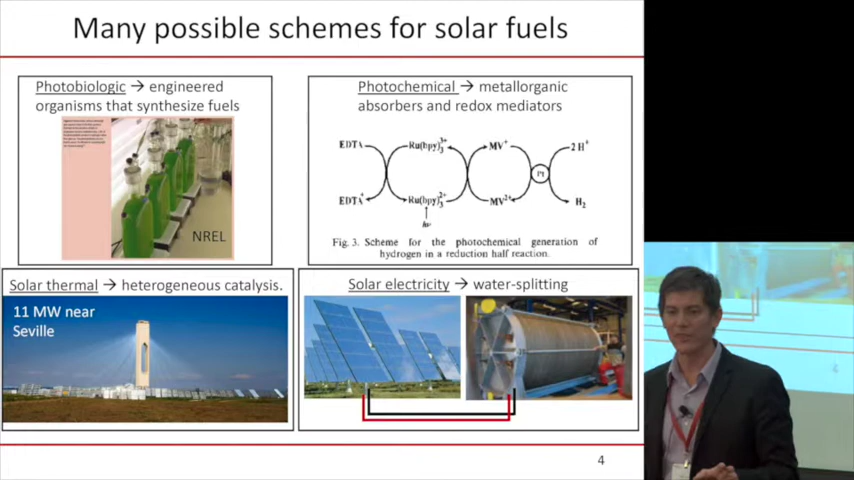 Many possible schemes for solar fuels
Photobiologic → engineered
organisms that synthesize fuels
NREL
Photochemical → metallorganic
absorbers and redox mediators
EDTA
Ru(bpy)₃³⁺
MV⁺
2 H⁺
Pt
EDTA⁺
Ru(bpy)₃²⁺
MV²⁺
H₂
hν
Fig. 3. Scheme for the photochemical generation of
hydrogen in a reduction half reaction.
Solar thermal → heterogeneous catalysis.
11 MW near
Seville
Solar electricity → water-splitting
4